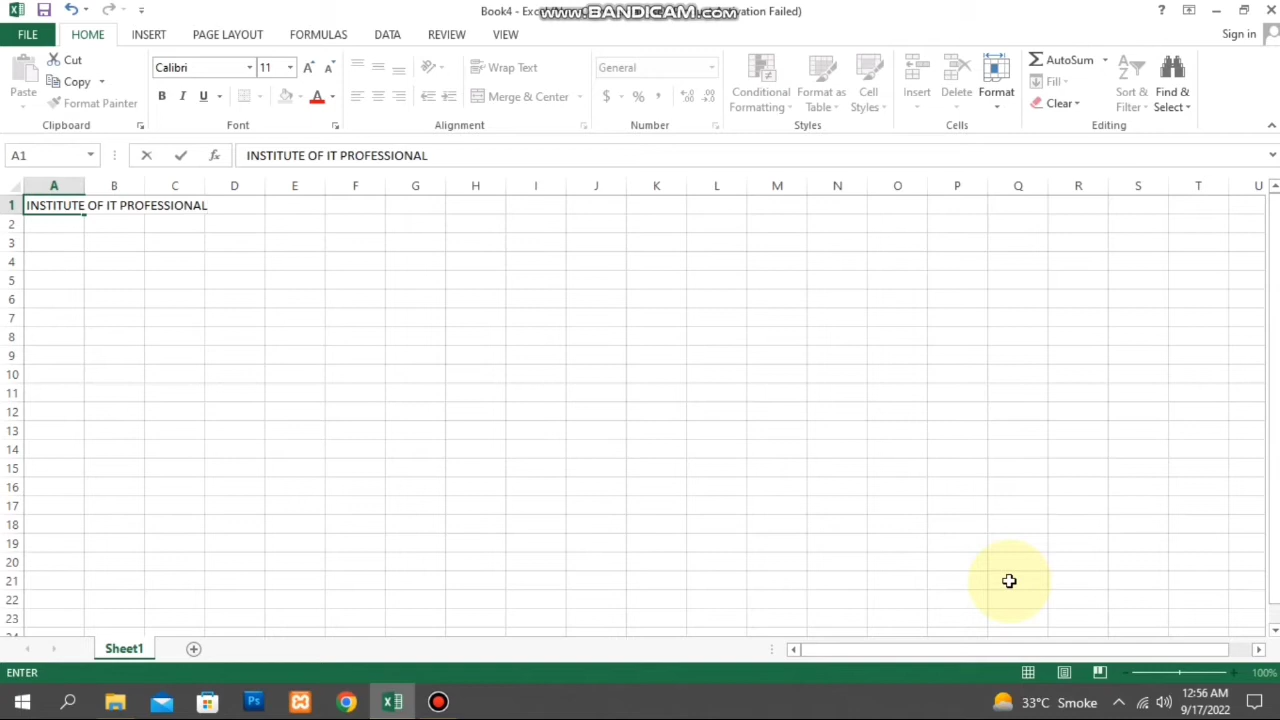 Book4 - Excel
www.BANDICAM.com
Activation Failed)
?
FILE
HOME
INSERT
PAGE LAYOUT
FORMULAS
DATA
REVIEW
VIEW
Sign in
Paste
Cut
Copy
Format Painter
Clipboard
Calibri
11
B I U
Font
Wrap Text
Merge & Center
Alignment
General
$ % ,
Number
Conditional Formatting
Format as Table
Cell Styles
Styles
Insert
Delete
Format
Cells
AutoSum
Fill
Clear
Sort & Filter
Find & Select
Editing
A1
fx
INSTITUTE OF IT PROFESSIONAL
A B C D E F G H I J K L M N O P Q R S T U
1 INSTITUTE OF IT PROFESSIONAL
2
3
4
5
6
7
8
9
10
11
12
13
14
15
16
17
18
19
20
21
22
23
24
Sheet1
ENTER
100%
Ps
33°C Smoke
12:56 AM
9/17/2022